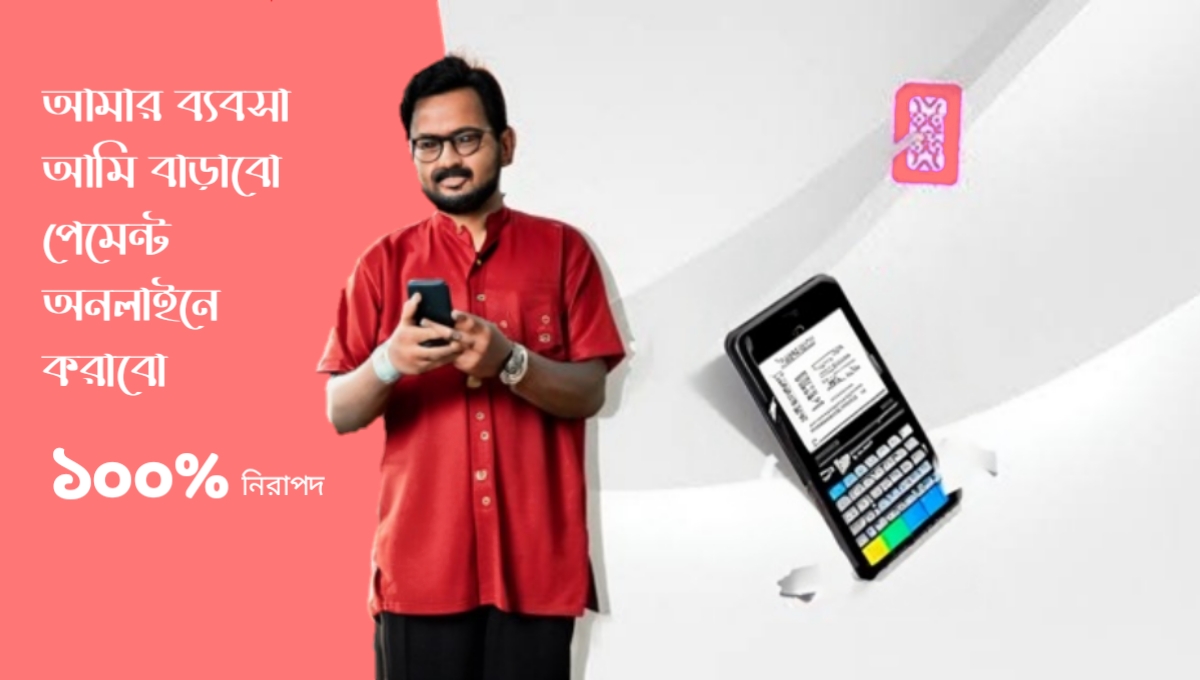 আমার ব্যবসা
আমি বাড়াবো
পেমেন্ট
অনলাইনে
করাবো
১০০% নিরাপদ